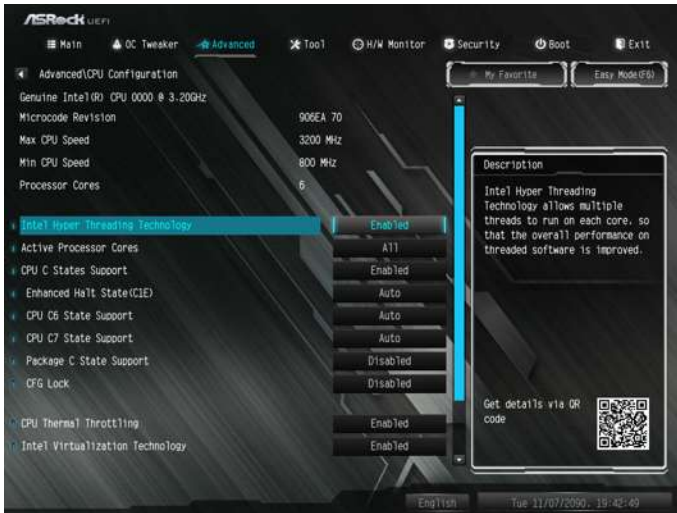 ASRock UEFI
Main OC Tweaker Advanced Tool H/W Monitor Security Boot Exit
Advanced\CPU Configuration
My Favorite Easy Mode(F6)
Genuine Intel(R) CPU 0000 @ 3.20GHz
Microcode Revision 906EA 70
Max CPU Speed 3200 MHz
Min CPU Speed 800 MHz
Processor Cores 6
Intel Hyper Threading Technology Enabled
Active Processor Cores All
CPU C States Support Enabled
Enhanced Halt State(C1E) Auto
CPU C6 State Support Auto
CPU C7 State Support Auto
Package C State Support Disabled
CFG Lock Disabled
CPU Thermal Throttling Enabled
Intel Virtualization Technology Enabled
Description
Intel Hyper Threading
Technology allows multiple
threads to run on each core, so
that the overall performance on
threaded software is improved.
Get details via QR
code
English Tue 11/07/2090, 19:42:49